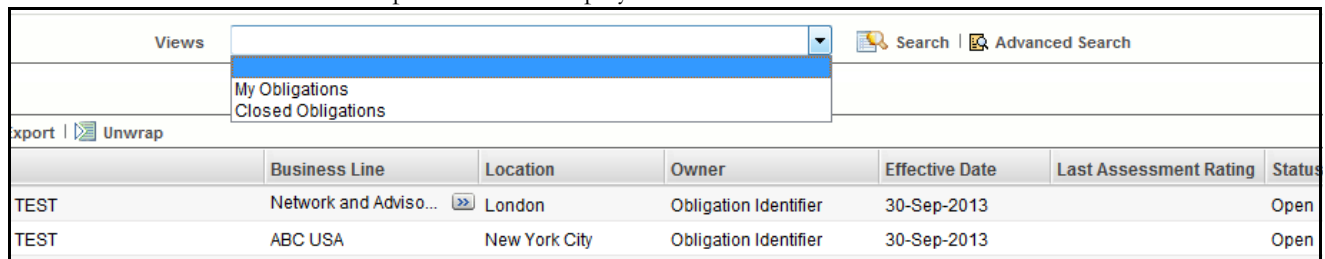 Views Search | Advanced Search
My Obligations
Closed Obligations
xport | Unwrap
Business Line Location Owner Effective Date Last Assessment Rating Status
TEST Network and Adviso... London Obligation Identifier 30-Sep-2013 Open
TEST ABC USA New York City Obligation Identifier 30-Sep-2013 Open